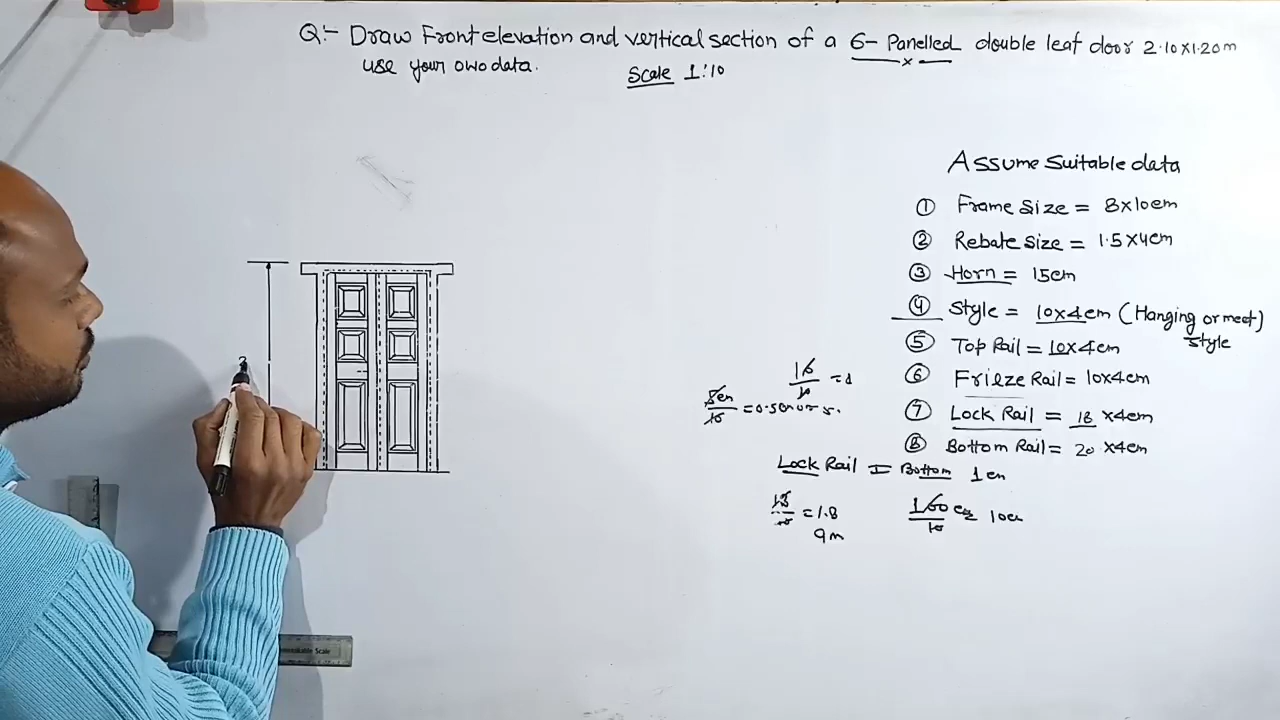 Q:- Draw Front elevation and vertical section of a 6- Panelled double leaf door 2.10x1.20m
use your own data. Scale 1:10
Assume suitable data
① Frame size = 8x10cm
② Rebate size = 1.5x4cm
③ Horn = 15cm
④ Style = 10x4cm (Hanging or meet)
style
⑤ Top Rail = 10x4cm
⑥ Frieze Rail = 10x4cm
⑦ Lock Rail = 18 x4cm
⑧ Bottom Rail = 20 x4cm
Lock Rail = Bottom 1cm
= 1.8
9m